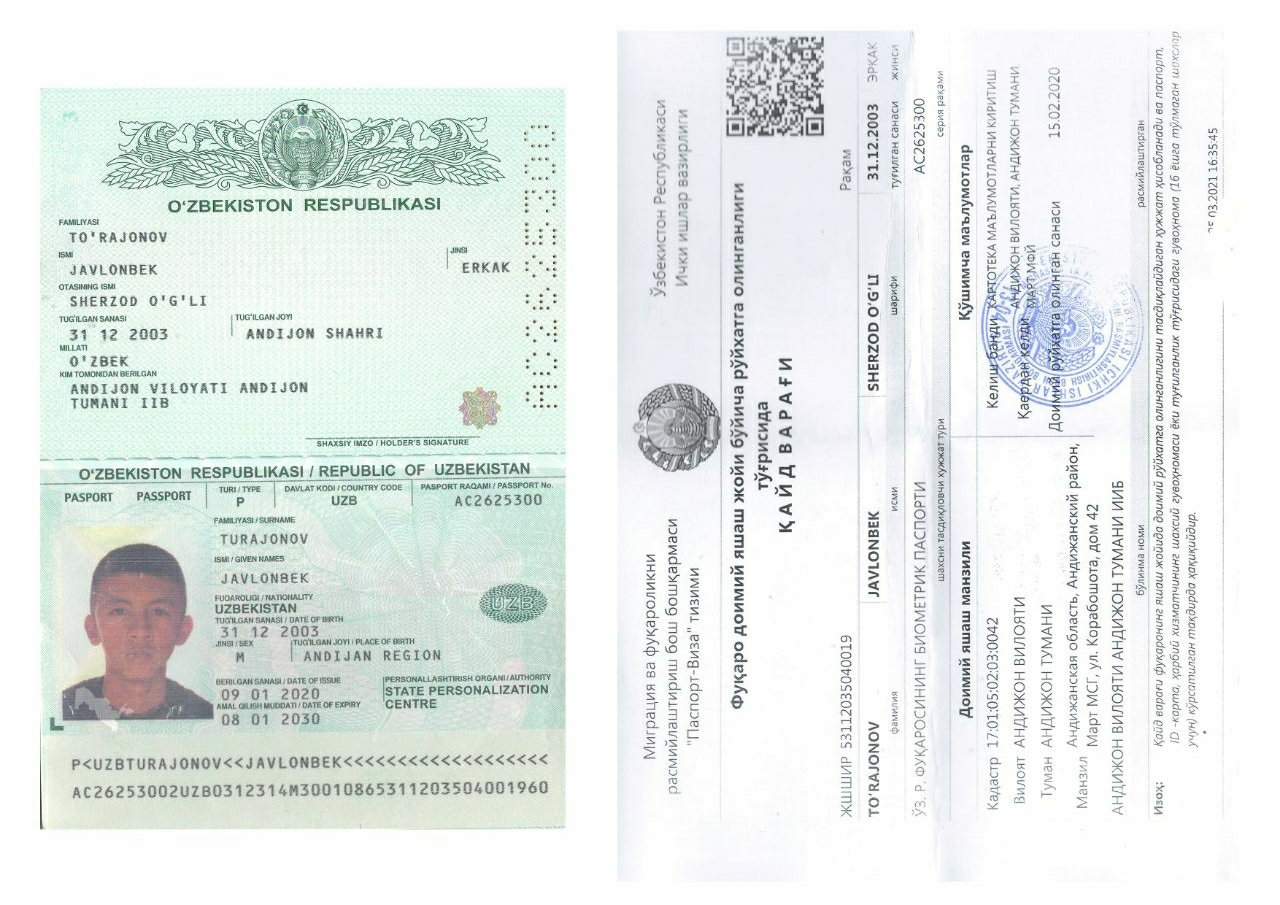 O‘ZBEKISTON RESPUBLIKASI
FAMILIYASI
TO'RAJONOV
ISMI
JAVLONBEK
JINSI
ERKAK
OTASINING ISMI
SHERZOD O'G'LI
TUG'ILGAN SANASI
TUG'ILGAN JOYI
31 12 2003
ANDIJON SHAHRI
MILLATI
O'ZBEK
KIM TOMONIDAN BERILGAN
ANDIJON VILOYATI ANDIJON
TUMANI IIB
SHAXSIY IMZO / HOLDER'S SIGNATURE
O‘ZBEKISTON RESPUBLIKASI / REPUBLIC OF UZBEKISTAN
PASPORT PASSPORT
TURI / TYPE
DAVLAT KODI / COUNTRY CODE
PASPORT RAQAMI / PASSPORT No.
P
UZB
AC2625300
FAMILIYASI / SURNAME
TURAJONOV
ISMI / GIVEN NAMES
JAVLONBEK
FUQAROLIGI / NATIONALITY
UZBEKISTAN
UZB
TUG'ILGAN SANASI / DATE OF BIRTH
31 12 2003
JINSI / SEX
TUG'ILGAN JOYI / PLACE OF BIRTH
M
ANDIJAN REGION
BERILGAN SANASI / DATE OF ISSUE
PERSONALLASHTIRISH ORGANI / AUTHORITY
09 01 2020
STATE PERSONALIZATION
CENTRE
AMAL QILISH MUDDATI / DATE OF EXPIRY
08 01 2030
P<UZBTURAJONOV<<JAVLONBEK<<<<<<<<<<<<<<<<<<<
AC26253002UZB0312314M30010865311203504001960
Миграция ва фуқароликни
расмийлаштириш бош бошқармаси
"Паспорт-Виза" тизими
Ўзбекистон Республикаси
Ички ишлар вазирлиги
Фуқаро доимий яшаш жойи бўйича рўйхатга олинганлиги
тўғрисида
ҚАЙД ВАРАҒИ
ЖШШИР 53112035040019
Рақам
TO'RAJONOV JAVLONBEK SHERZOD O'G'LI 31.12.2003 ЭРКАК
фамилия исми шарифи туғилган санаси жинси
ЎЗ. Р. ФУҚАРОСИНИНГ БИОМЕТРИК ПАСПОРТИ AC2625300
шахсни тасдиқловчи ҳужжат тури серия рақами
Доимий яшаш манзили
Қўшимча маълумотлар
Кадастр 17:01:05:02:03:0042
Вилоят АНДИЖОН ВИЛОЯТИ
Туман АНДИЖОН ТУМАНИ
Манзил Андижанская область, Андижанский район,
Март МСГ, ул. Корабошота, дом 42
АНДИЖОН ВИЛОЯТИ АНДИЖОН ТУМАНИ ИИБ
Келиш банди КАРТОТЕКА МАЪЛУМОТЛАРНИ КИРИТИШ
Қаердан келди АНДИЖОН ВИЛОЯТИ, АНДИЖОН ТУМАНИ
МАРТ МФЙ
Доимий рўйхатга олинган санаси 15.02.2020
бўлинма номи
расмийлаштирган
Изоҳ: Қайд варағи фуқаронинг яшаш жойида доимий рўйхатга олинганлигини тасдиқлайдиган ҳужжат ҳисобланади ва паспорт,
ID -карта, ҳарбий хизматчининг шахсий гувоҳномаси ёки туғилганлик тўғрисидаги гувоҳнома (16 ёшга тўлмаган шахслар
учун) кўрсатилган тақдирда ҳақиқийдир.
03.2021 16:35:45